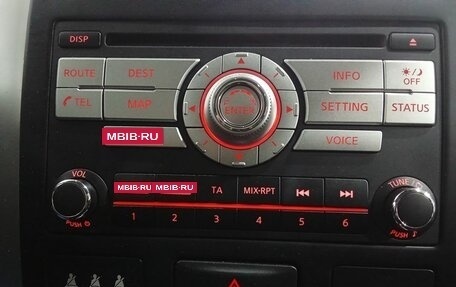 DISP
ROUTE DEST INFO OFF
TEL MAP ENTER SETTING STATUS
MBIB·RU VOICE
VOL MBIB·RU MBIB·RU TA MIX·RPT TUNE/
PUSH 1 2 3 4 5 6 PUSH